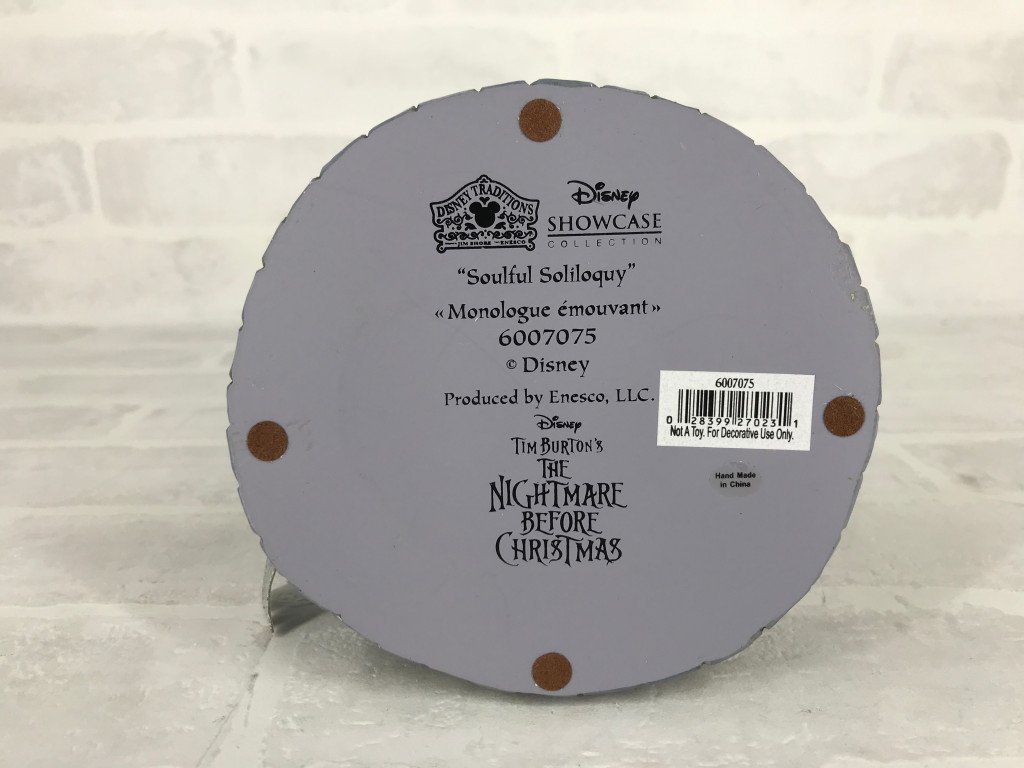 DISNEY TRADITIONS
JIM SHORE ENESCO
Disney
SHOWCASE
COLLECTION
"Soulful Soliloquy"
«Monologue émouvant»
6007075
© Disney
Produced by Enesco, LLC.
Disney
TIM BURTON'S
THE
NIGHTMARE
BEFORE
CHRISTMAS
6007075
0 28399 27023 1
Not A Toy. For Decorative Use Only.
Hand Made
in China